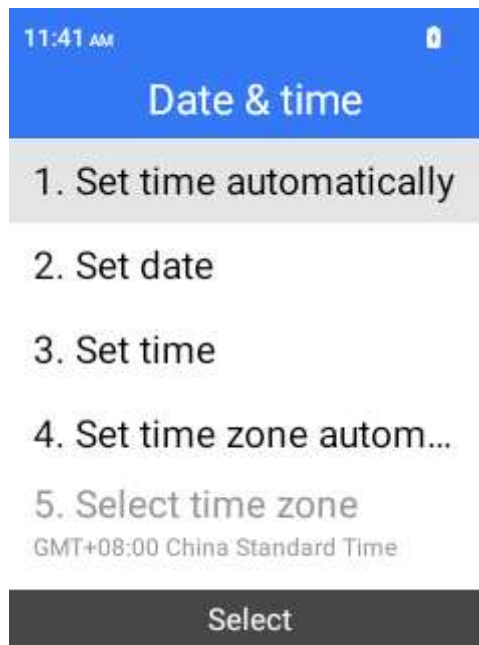 11:41 AM
Date & time
1. Set time automatically
2. Set date
3. Set time
4. Set time zone autom...
5. Select time zone
GMT+08:00 China Standard Time
Select